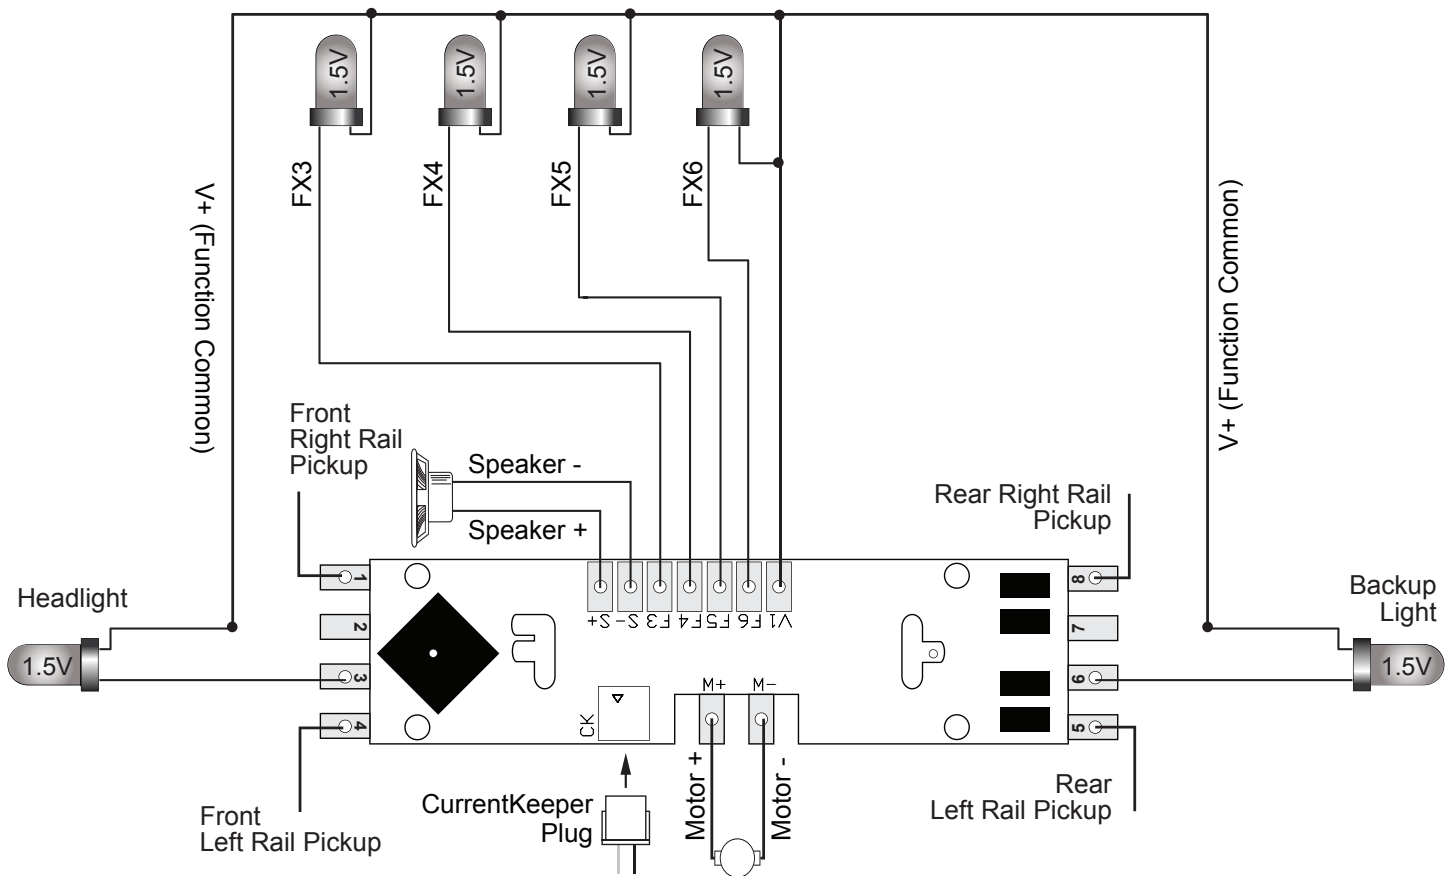 1.5V
1.5V
1.5V
1.5V
FX3
FX4
FX5
FX6
V+ (Function Common)
V+ (Function Common)
Front
Right Rail
Pickup
Speaker -
Speaker +
Rear Right Rail
Pickup
Headlight
1.5V
Backup
Light
1.5V
1
2
3
4
8
7
6
5
S+
S-
F3
F4
F5
F6
V1
CK
M+
M-
Motor +
Motor -
CurrentKeeper
Plug
Front
Left Rail Pickup
Rear
Left Rail Pickup